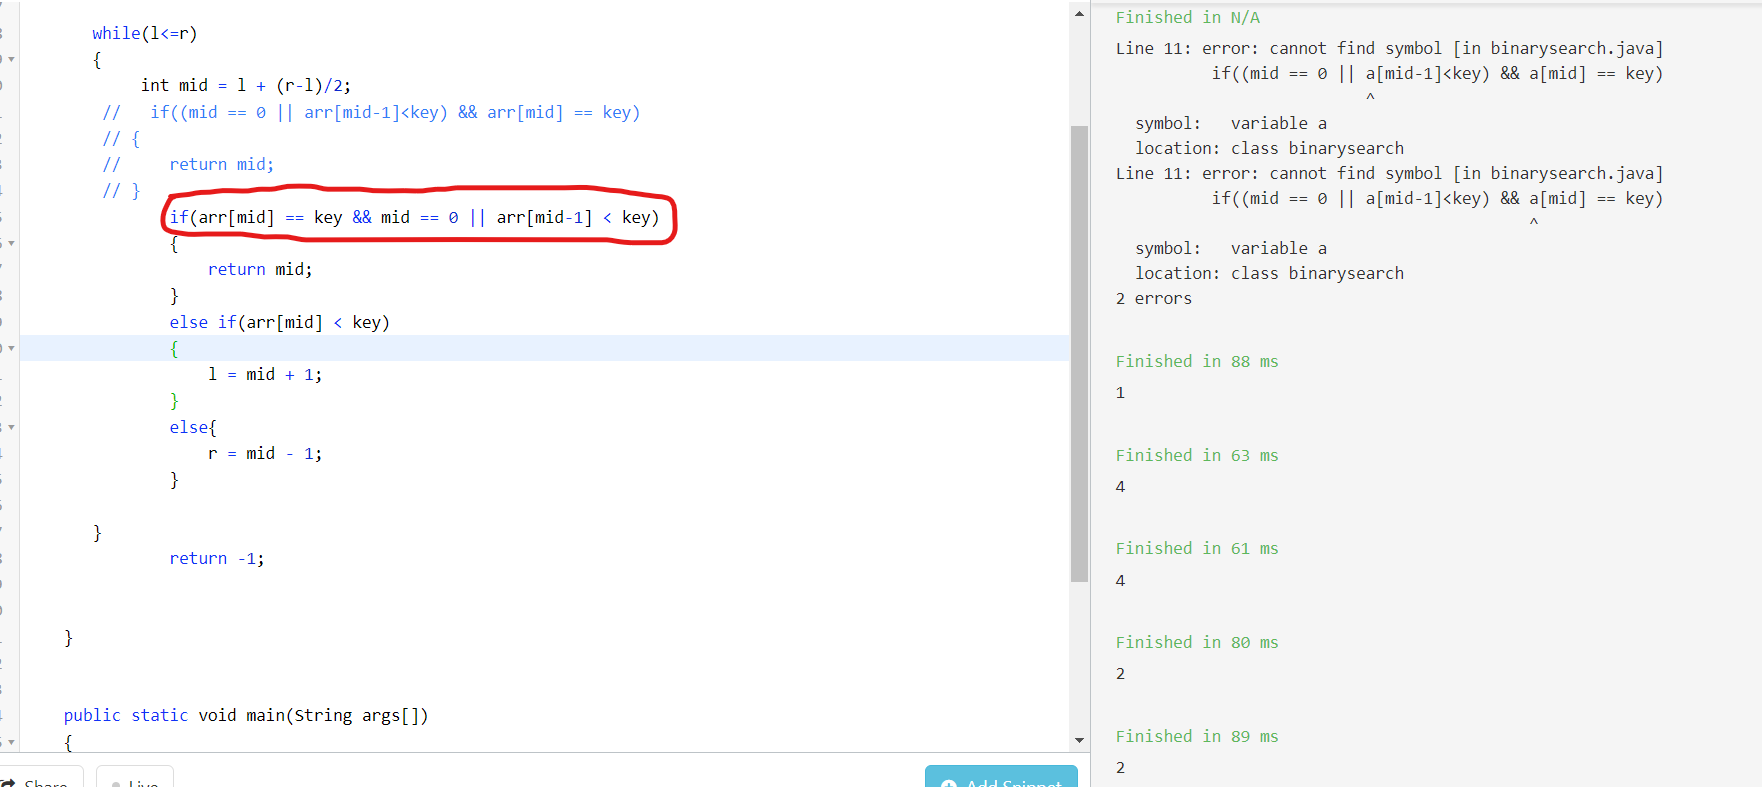 while(l<=r)
{
int mid = l + (r-l)/2;
// if((mid == 0 || arr[mid-1]<key) && arr[mid] == key)
// {
// return mid;
// }
if(arr[mid] == key && mid == 0 || arr[mid-1] < key)
{
return mid;
}
else if(arr[mid] < key)
{
l = mid + 1;
}
else{
r = mid - 1;
}
}
return -1;
}
public static void main(String args[])
{
Share
Live
Add Snippet
Finished in N/A
Line 11: error: cannot find symbol [in binarysearch.java]
if((mid == 0 || a[mid-1]<key) && a[mid] == key)
^
symbol: variable a
location: class binarysearch
Line 11: error: cannot find symbol [in binarysearch.java]
if((mid == 0 || a[mid-1]<key) && a[mid] == key)
^
symbol: variable a
location: class binarysearch
2 errors
Finished in 88 ms
1
Finished in 63 ms
4
Finished in 61 ms
4
Finished in 80 ms
2
Finished in 89 ms
2